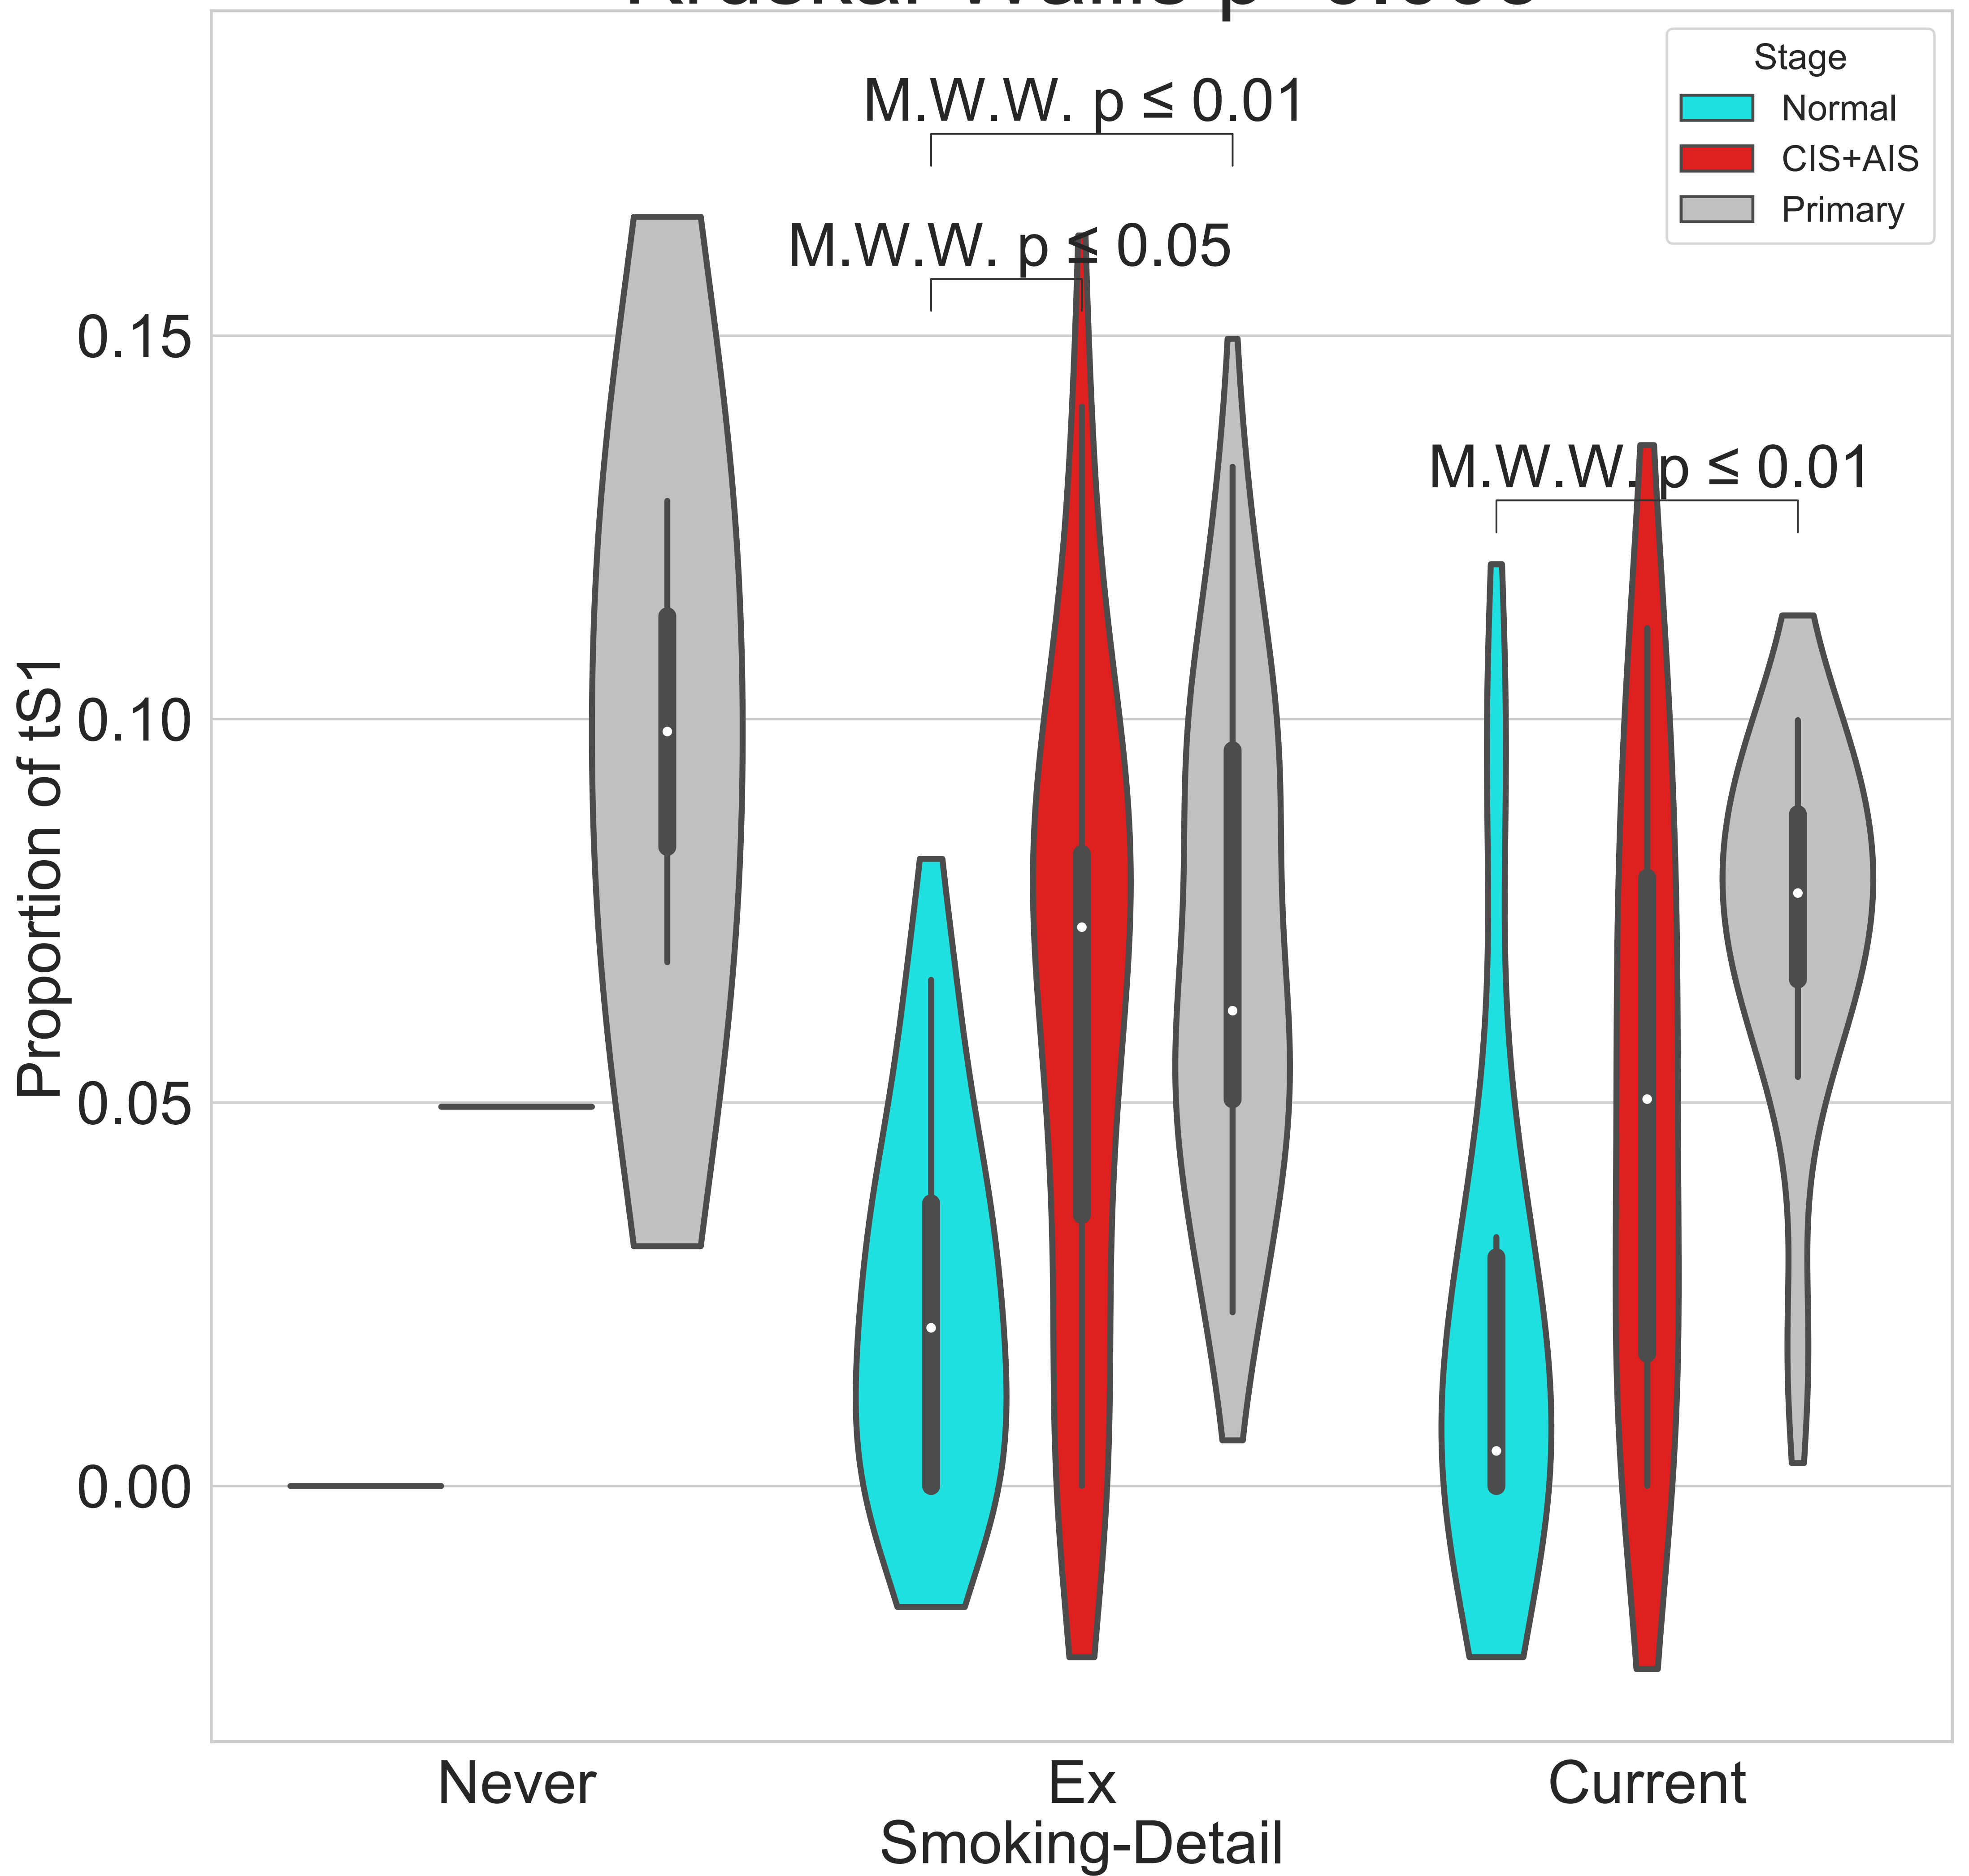 M.W.W. p ≤ 0.01
M.W.W. p ≤ 0.05
M.W.W. p ≤ 0.01
Stage
Normal
CIS+AIS
Primary
Proportion of tS1
0.15
0.10
0.05
0.00
Never
Ex
Current
Smoking-Detail